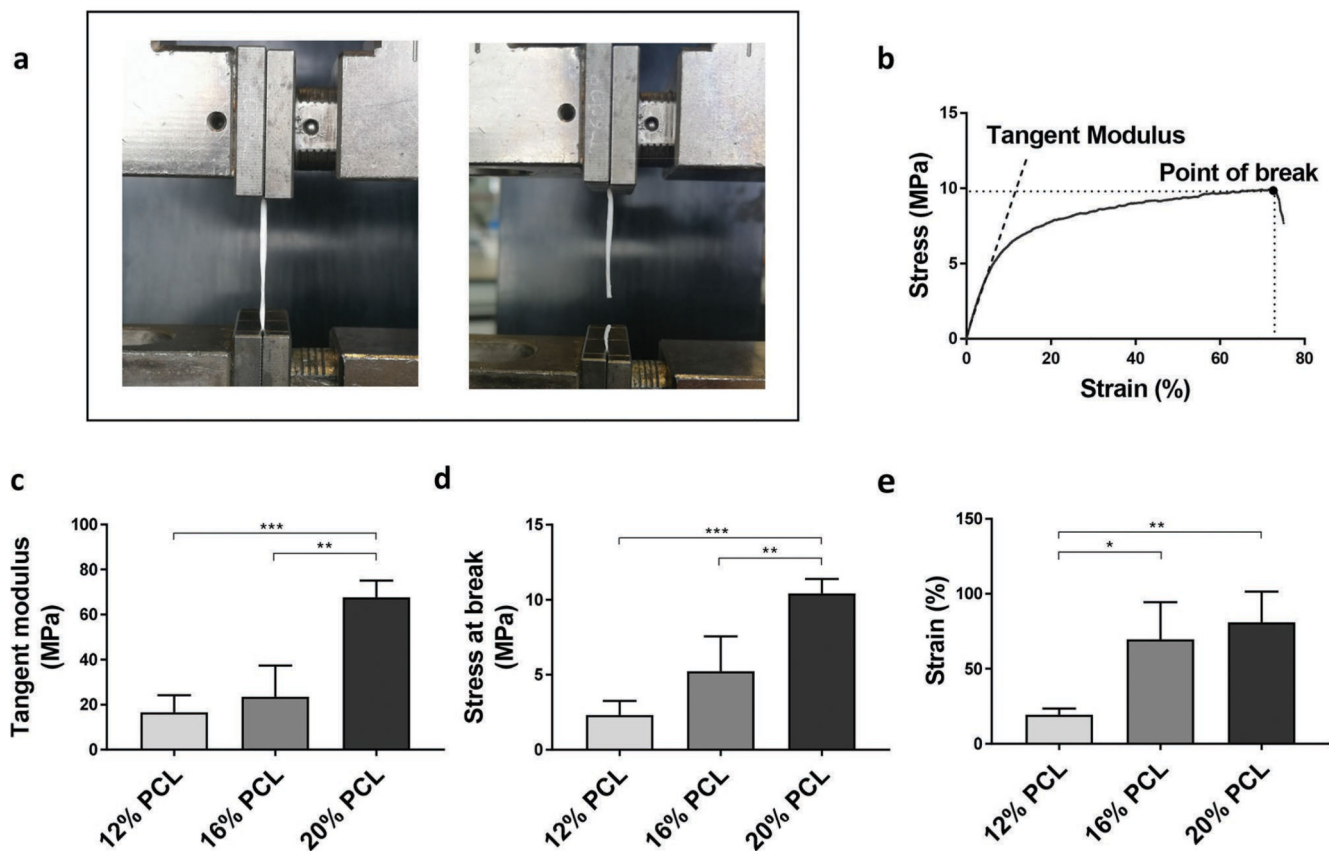 a
b
15
10
5
0
Stress (MPa)
Tangent Modulus
Point of break
0 20 40 60 80
Strain (%)
c
100
80
60
40
20
0
Tangent modulus
(MPa)
***
**
12% PCL
16% PCL
20% PCL
d
15
10
5
0
Stress at break
(MPa)
***
**
12% PCL
16% PCL
20% PCL
e
150
100
50
0
Strain (%)
**
*
12% PCL
16% PCL
20% PCL